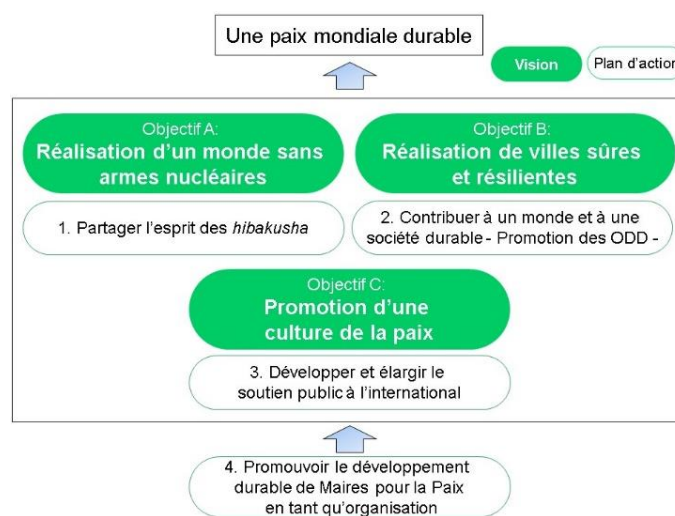 Une paix mondiale durable
Vision
Plan d'action
Objectif A:
Réalisation d'un monde sans
armes nucléaires
1. Partager l'esprit des hibakusha
Objectif B:
Réalisation de villes sûres
et résilientes
2. Contribuer à un monde et à une
société durable - Promotion des ODD -
Objectif C:
Promotion d'une
culture de la paix
3. Développer et élargir le
soutien public à l'international
4. Promouvoir le développement
durable de Maires pour la Paix
en tant qu'organisation